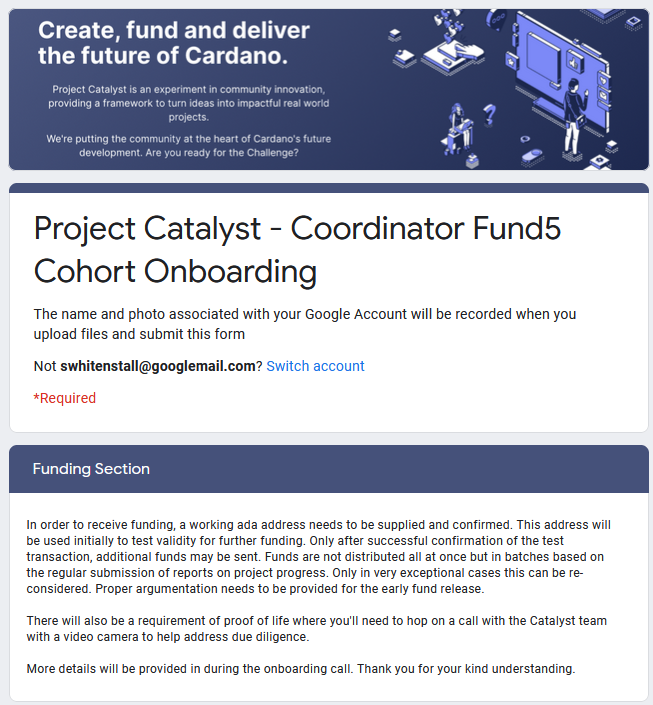 Create, fund and deliver
the future of Cardano.
Project Catalyst is an experiment in community innovation,
providing a framework to turn ideas into impactful real world
projects.
We're putting the community at the heart of Cardano's future
development. Are you ready for the Challenge?
Project Catalyst - Coordinator Fund5
Cohort Onboarding
The name and photo associated with your Google Account will be recorded when you
upload files and submit this form
Not swhitenstall@googlemail.com? Switch account
*Required
Funding Section
In order to receive funding, a working ada address needs to be supplied and confirmed. This address will
be used initially to test validity for further funding. Only after successful confirmation of the test
transaction, additional funds may be sent. Funds are not distributed all at once but in batches based on
the regular submission of reports on project progress. Only in very exceptional cases this can be re-
considered. Proper argumentation needs to be provided for the early fund release.
There will also be a requirement of proof of life where you'll need to hop on a call with the Catalyst team
with a video camera to help address due diligence.
More details will be provided in during the onboarding call. Thank you for your kind understanding.